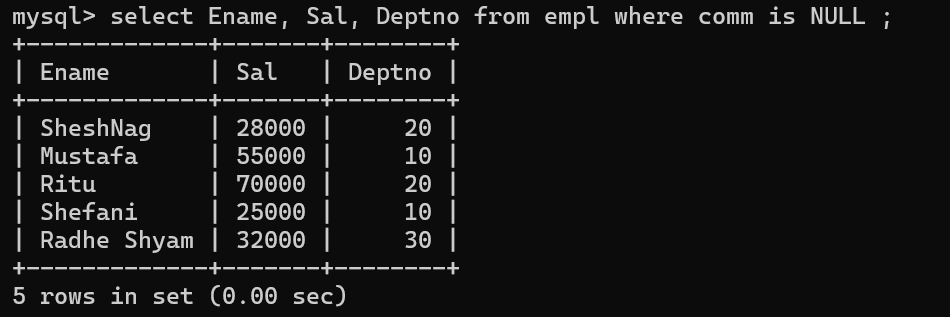 mysql> select Ename, Sal, Deptno from empl where comm is NULL ;
+-------------+-------+--------+
| Ename       | Sal   | Deptno |
+-------------+-------+--------+
| SheshNag    | 28000 |     20 |
| Mustafa     | 55000 |     10 |
| Ritu        | 70000 |     20 |
| Shefani     | 25000 |     10 |
| Radhe Shyam | 32000 |     30 |
+-------------+-------+--------+
5 rows in set (0.00 sec)